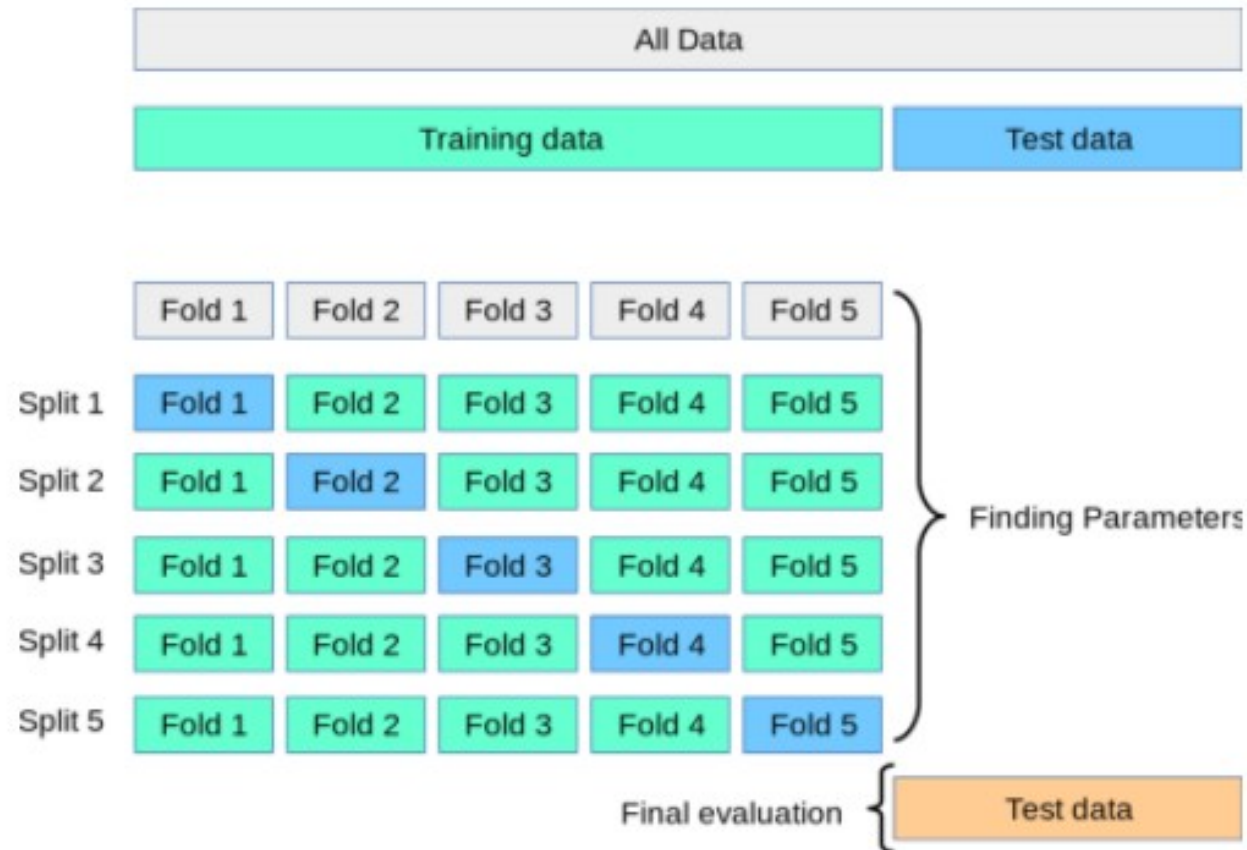 All Data
Training data Test data
Fold 1 Fold 2 Fold 3 Fold 4 Fold 5
Split 1 Fold 1 Fold 2 Fold 3 Fold 4 Fold 5
Split 2 Fold 1 Fold 2 Fold 3 Fold 4 Fold 5
Finding Parameters
Split 3 Fold 1 Fold 2 Fold 3 Fold 4 Fold 5
Split 4 Fold 1 Fold 2 Fold 3 Fold 4 Fold 5
Split 5 Fold 1 Fold 2 Fold 3 Fold 4 Fold 5
Final evaluation Test data